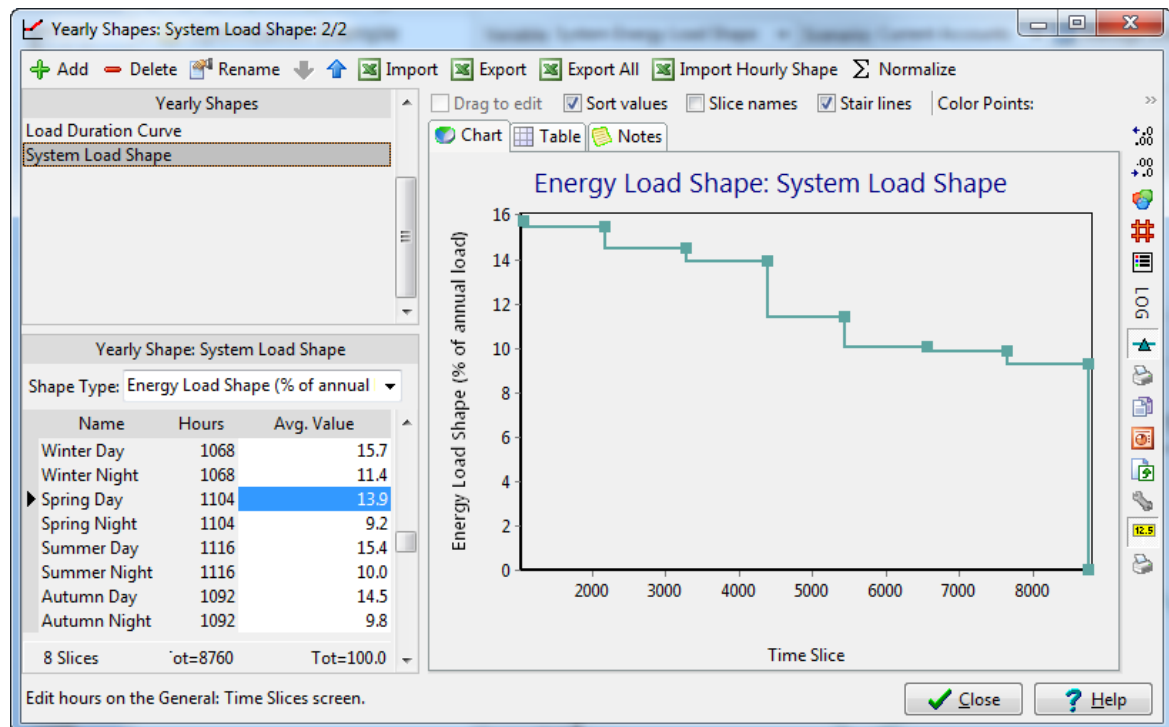 Yearly Shapes: System Load Shape: 2/2
Add Delete Rename Import Export Export All Import Hourly Shape Σ Normalize
Yearly Shapes
Load Duration Curve
System Load Shape
Yearly Shape: System Load Shape
Shape Type: Energy Load Shape (% of annual
Name Hours Avg. Value
Winter Day 1068 15.7
Winter Night 1068 11.4
Spring Day 1104 13.9
Spring Night 1104 9.2
Summer Day 1116 15.4
Summer Night 1116 10.0
Autumn Day 1092 14.5
Autumn Night 1092 9.8
8 Slices ot=8760 Tot=100.0
Drag to edit Sort values Slice names Stair lines Color Points: »
Chart Table Notes
Energy Load Shape: System Load Shape
Energy Load Shape (% of annual load)
16
14
12
10
8
6
4
2
0
2000 3000 4000 5000 6000 7000 8000
Time Slice
.0
.00
.00
.0
LOG
12.5
Edit hours on the General: Time Slices screen.
Close ? Help